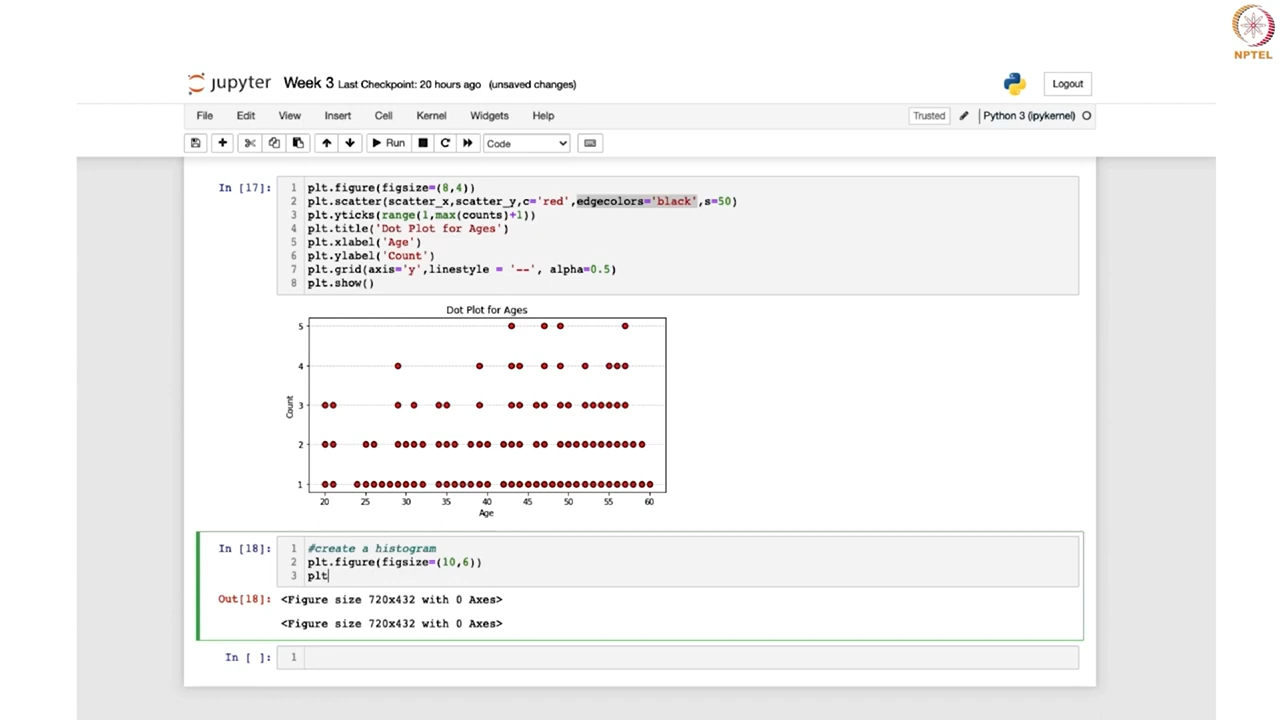 NPTEL
jupyter Week 3 Last Checkpoint: 20 hours ago (unsaved changes)
Logout
File Edit View Insert Cell Kernel Widgets Help
Trusted Python 3 (ipykernel)
Run Code
In [17]:
1 plt.figure(figsize=(8,4))
2 plt.scatter(scatter_x,scatter_y,c='red',edgecolors='black',s=50)
3 plt.yticks(range(1,max(counts)+1))
4 plt.title('Dot Plot for Ages')
5 plt.xlabel('Age')
6 plt.ylabel('Count')
7 plt.grid(axis='y',linestyle = '--', alpha=0.5)
8 plt.show()
Dot Plot for Ages
5
4
3
2
1
Count
20 25 30 35 40 45 50 55 60
Age
In [18]:
1 #create a histogram
2 plt.figure(figsize=(10,6))
3 plt
Out[18]: <Figure size 720x432 with 0 Axes>
<Figure size 720x432 with 0 Axes>
In [ ]: 1